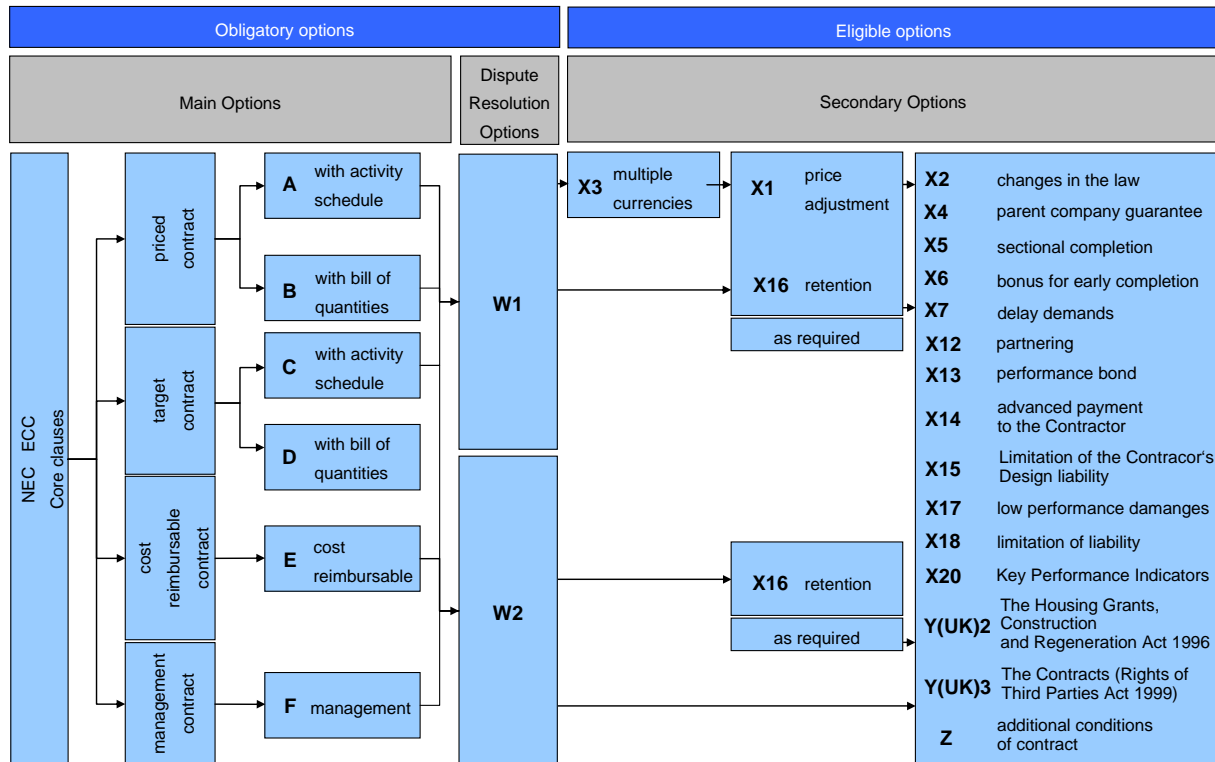 Obligatory options
Eligible options
Main Options
Dispute
Resolution
Options
Secondary Options
NEC ECC
Core clauses
priced
contract
target
contract
cost
reimbursable
contract
management
contract
A with activity
schedule
B with bill of
quantities
C with activity
schedule
D with bill of
quantities
E cost
reimbursable
F management
W1
W2
X3 multiple
currencies
X1 price
adjustment
X16 retention
as required
X16 retention
as required
X2 changes in the law
X4 parent company guarantee
X5 sectional completion
X6 bonus for early completion
X7 delay demands
X12 partnering
X13 performance bond
X14 advanced payment
to the Contractor
X15 Limitation of the Contracor‘s
Design liability
X17 low performance damanges
X18 limitation of liability
X20 Key Performance Indicators
Y(UK)2 The Housing Grants,
Construction
and Regeneration Act 1996
Y(UK)3 The Contracts (Rights of
Third Parties Act 1999)
Z additional conditions
of contract